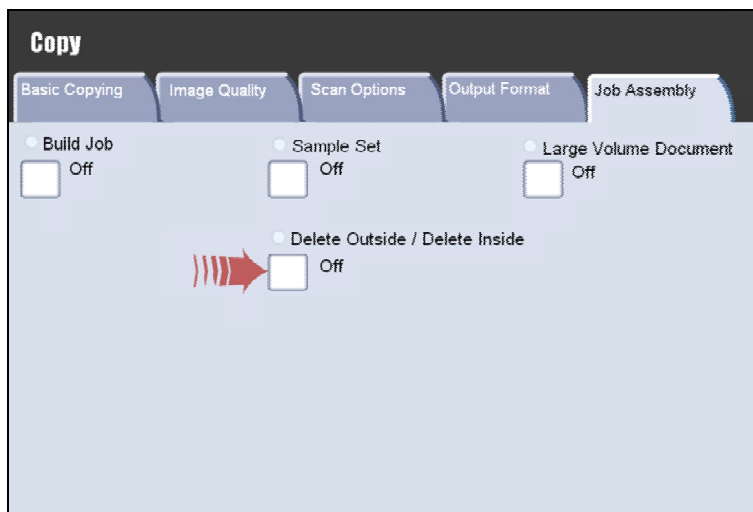 Copy
Basic Copying
Image Quality
Scan Options
Output Format
Job Assembly
Build Job
Off
Sample Set
Off
Large Volume Document
Off
Delete Outside / Delete Inside
Off